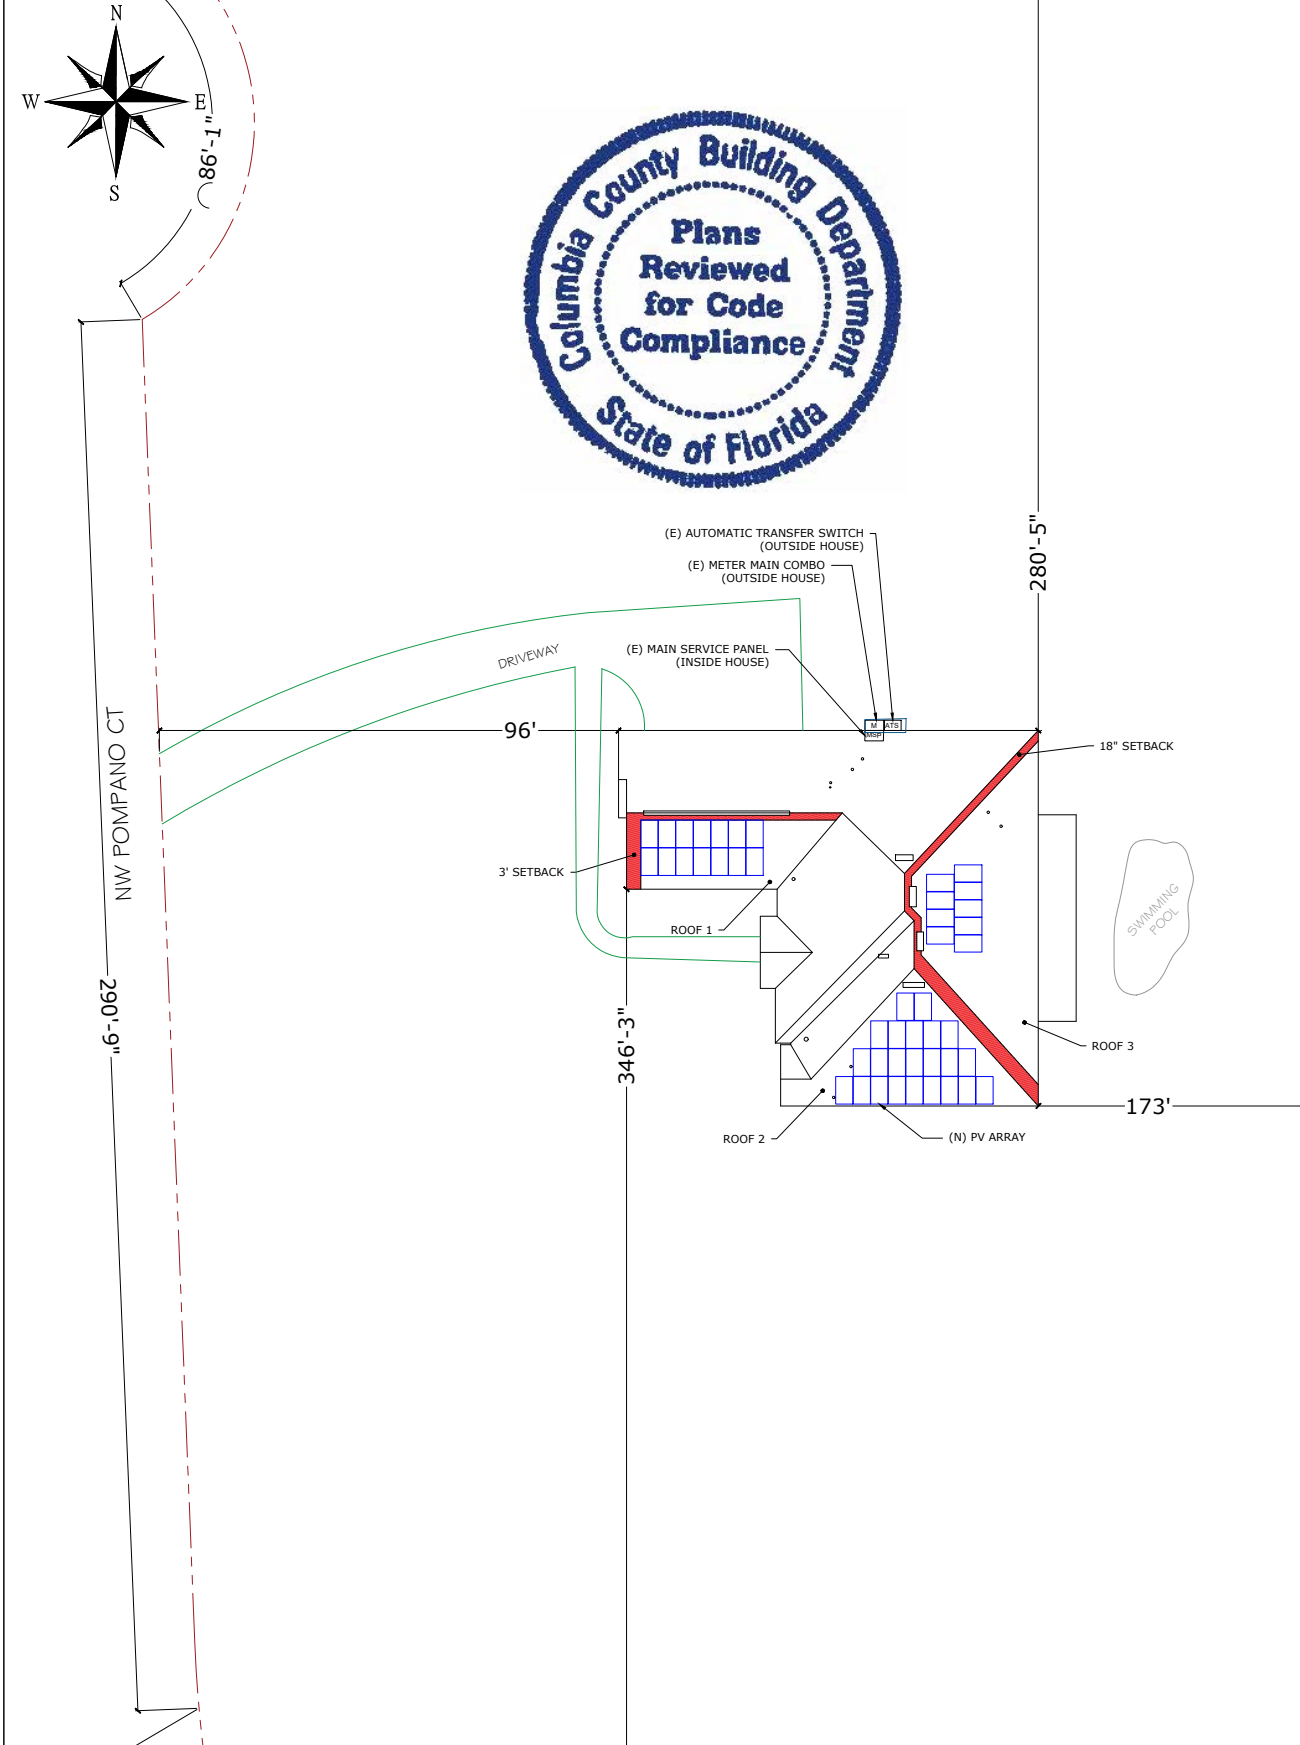 N
W
E
S
86'-1"
Columbia County Building Department
Plans
Reviewed
for Code
Compliance
State of Florida
280'-5"
(E) AUTOMATIC TRANSFER SWITCH
(OUTSIDE HOUSE)
(E) METER MAIN COMBO
(OUTSIDE HOUSE)
(E) MAIN SERVICE PANEL
(INSIDE HOUSE)
DRIVEWAY
M
ATS
MSP
96'
18" SETBACK
NW POMPANO CT
3' SETBACK
ROOF 1
SWIMMING
POOL
290'-9"
346'-3"
ROOF 3
173'
ROOF 2
(N) PV ARRAY